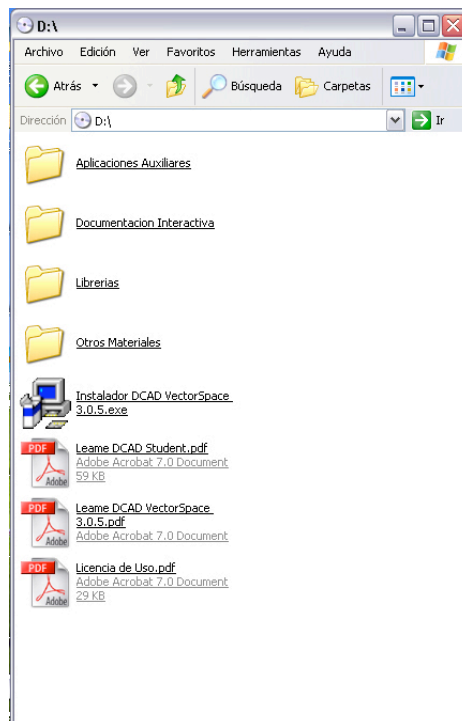 D:\
Archivo Edición Ver Favoritos Herramientas Ayuda
Atrás Búsqueda Carpetas
Dirección D:\ Ir
Aplicaciones Auxiliares
Documentacion Interactiva
Librerias
Otros Materiales
Instalador DCAD VectorSpace
3.0.5.exe
PDF Leame DCAD Student.pdf
Adobe Acrobat 7.0 Document
Adobe 59 KB
PDF Leame DCAD VectorSpace
3.0.5.pdf
Adobe Adobe Acrobat 7.0 Document
PDF Licencia de Uso.pdf
Adobe Acrobat 7.0 Document
Adobe 29 KB